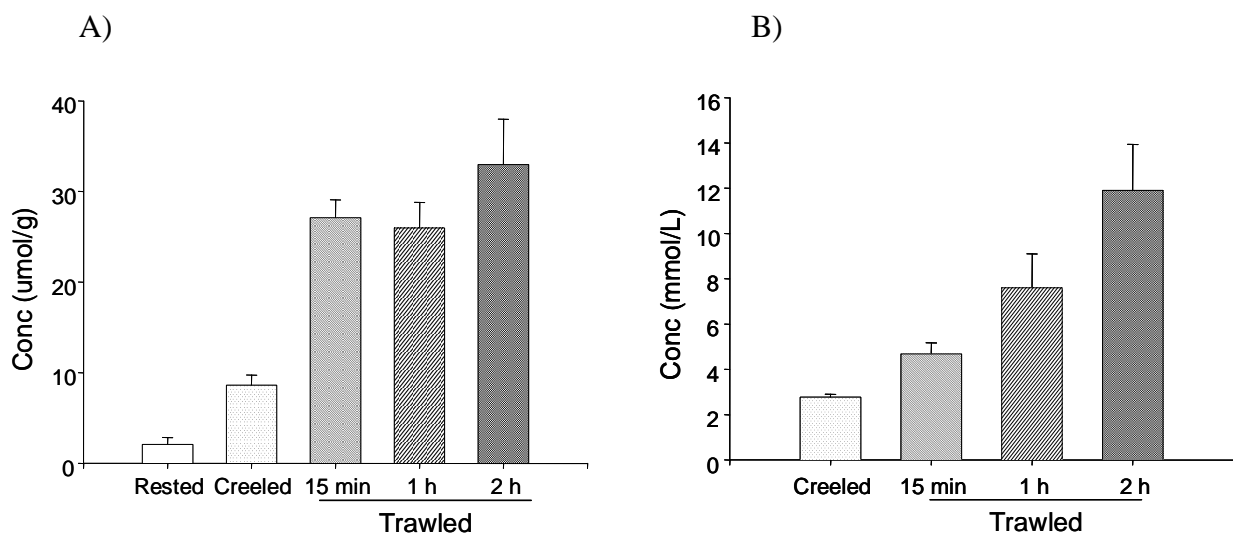 A)
40
30
20
10
0
Conc (umol/g)
Rested Creeled 15 min 1 h 2 h
Trawled
B)
16
14
12
10
8
6
4
2
0
Conc (mmol/L)
Creeled 15 min 1 h 2 h
Trawled